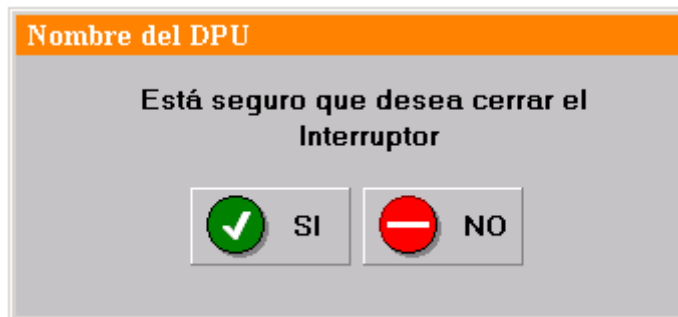 Nombre del DPU
Está seguro que desea cerrar el
Interruptor
SI
NO